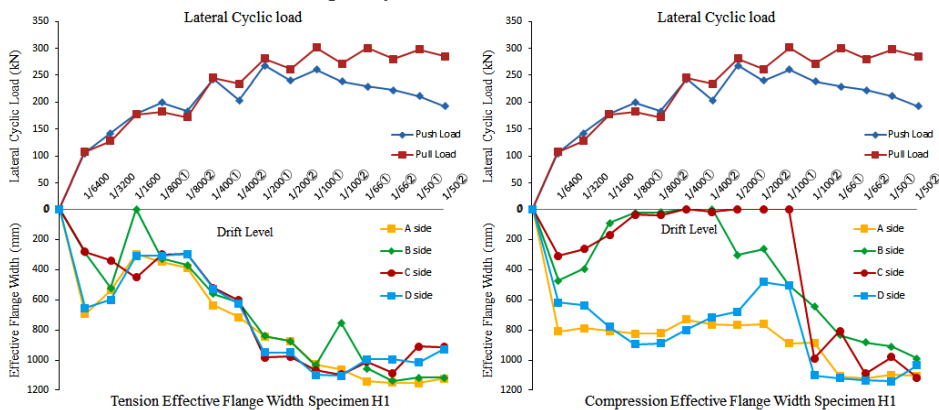 Lateral Cyclic load
350
300
250
200
150
100
50
0
Lateral Cyclic Load (kN)
Push Load
Pull Load
1/6400
1/3200
1/1600
1/800①
1/800②
1/400①
1/400②
1/200①
1/200②
1/100①
1/100②
1/66①
1/66②
1/50①
1/50②
Drift Level
0
200
400
600
800
1000
1200
Effective Flange Width (mm)
A side
B side
C side
D side
Tension Effective Flange Width Specimen H1
Lateral Cyclic load
350
300
250
200
150
100
50
0
Lateral Cyclic Load (kN)
Push Load
Pull Load
1/6400
1/3200
1/1600
1/800①
1/800②
1/400①
1/400②
1/200①
1/200②
1/100①
1/100②
1/66①
1/66②
1/50①
1/50②
Drift Level
0
200
400
600
800
1000
1200
Effective Flange Width (mm)
A side
B side
C side
D side
Compression Effective Flange Width Specimen H1